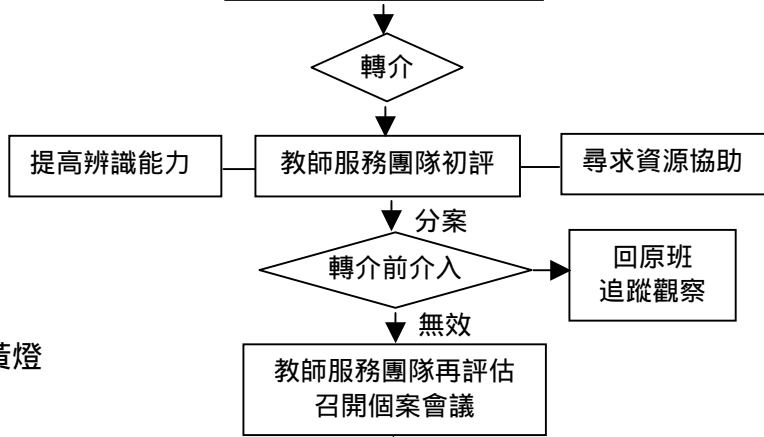 轉介
提高辨識能力
教師服務團隊初評
尋求資源協助
分案
轉介前介入
回原班
追蹤觀察
無效
黃燈
教師服務團隊再評估
召開個案會議